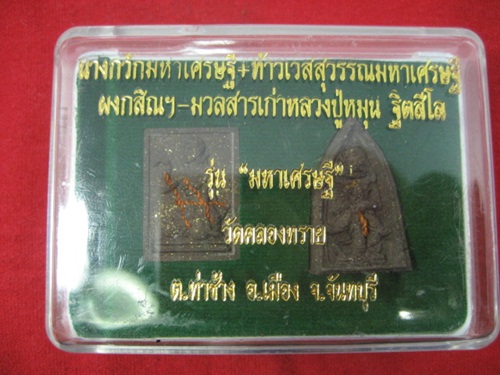 นางกวักมหาเศรษฐี+ท้าวเวสสุวรรณมหาเศรษฐี
ผงกสิณฯ-มวลสารเก่าหลวงปู่หมุน ฐิตสีโล
รุ่น “มหาเศรษฐี”
วัดคลองทราย
ต.ท่าช้าง อ.เมือง จ.จันทบุรี